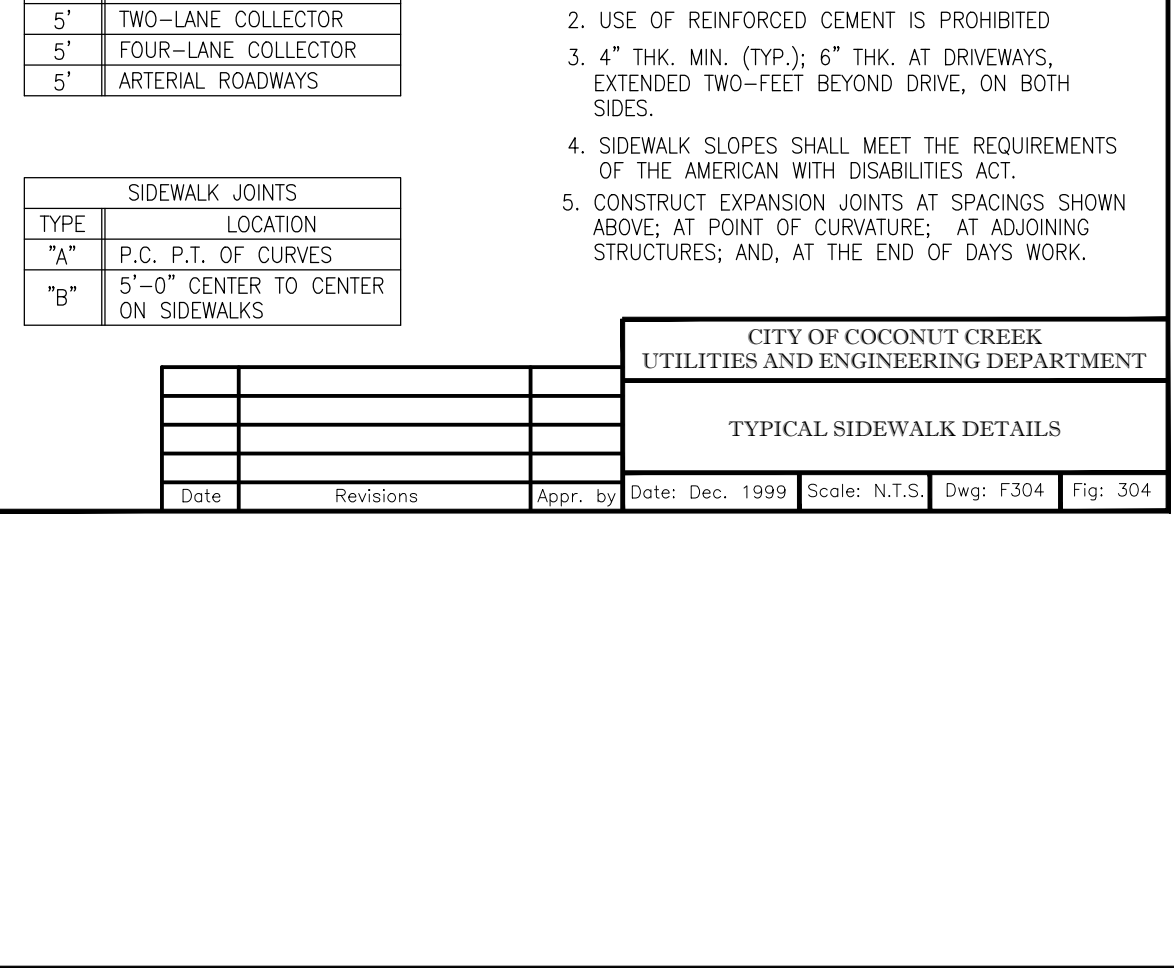 5' TWO-LANE COLLECTOR
5' FOUR-LANE COLLECTOR
5' ARTERIAL ROADWAYS
SIDEWALK JOINTS
TYPE LOCATION
"A" P.C. P.T. OF CURVES
"B" 5'-0" CENTER TO CENTER
ON SIDEWALKS
2. USE OF REINFORCED CEMENT IS PROHIBITED
3. 4" THK. MIN. (TYP.); 6" THK. AT DRIVEWAYS,
EXTENDED TWO-FEET BEYOND DRIVE, ON BOTH
SIDES.
4. SIDEWALK SLOPES SHALL MEET THE REQUIREMENTS
OF THE AMERICAN WITH DISABILITIES ACT.
5. CONSTRUCT EXPANSION JOINTS AT SPACINGS SHOWN
ABOVE; AT POINT OF CURVATURE; AT ADJOINING
STRUCTURES; AND, AT THE END OF DAYS WORK.
CITY OF COCONUT CREEK
UTILITIES AND ENGINEERING DEPARTMENT
TYPICAL SIDEWALK DETAILS
Date Revisions Appr. by Date: Dec. 1999 Scale: N.T.S. Dwg: F304 Fig: 304